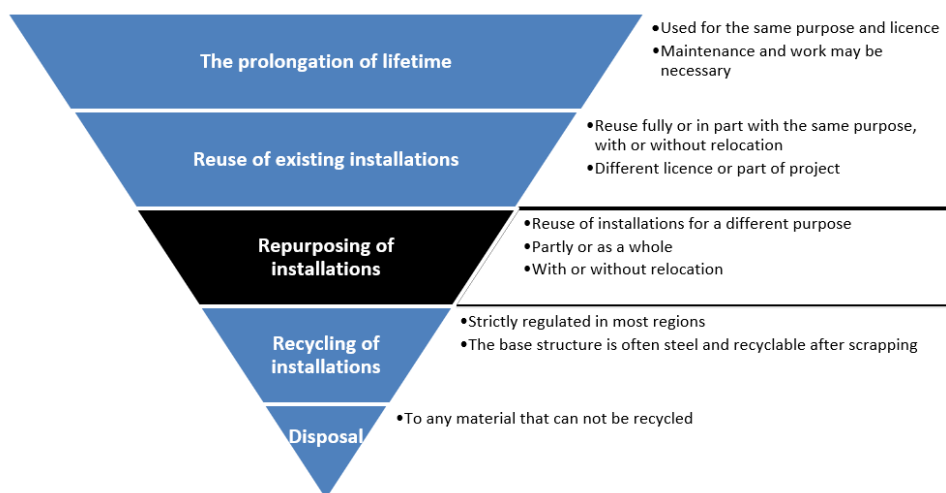 The prolongation of lifetime
•Used for the same purpose and licence
•Maintenance and work may be
necessary
Reuse of existing installations
•Reuse fully or in part with the same purpose,
with or without relocation
•Different licence or part of project
Repurposing of
installations
•Reuse of installations for a different purpose
•Partly or as a whole
•With or without relocation
Recycling of
installations
•Strictly regulated in most regions
•The base structure is often steel and recyclable after scrapping
Disposal
•To any material that can not be recycled